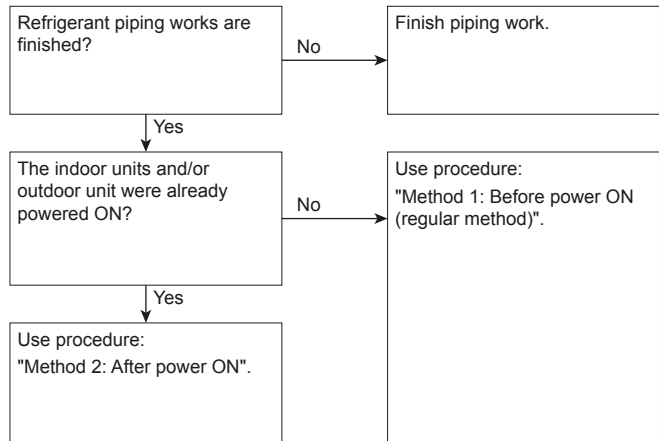 Refrigerant piping works are
finished?
No
Finish piping work.
Yes
The indoor units and/or
outdoor unit were already
powered ON?
No
Use procedure:
"Method 1: Before power ON
(regular method)".
Yes
Use procedure:
"Method 2: After power ON".